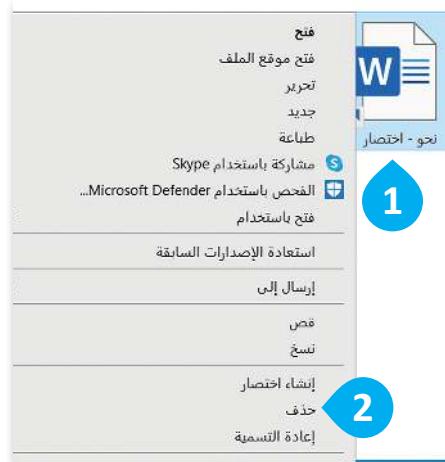 فتح
فتح موقع الملف
تحرير
جديد
طباعة
مشاركة باستخدام Skype
الفحص باستخدام Microsoft Defender...
فتح باستخدام
استعادة الإصدارات السابقة
إرسال إلى
قص
نسخ
إنشاء اختصار
حذف
إعادة التسمية
W
نحو - اختصار
1
2